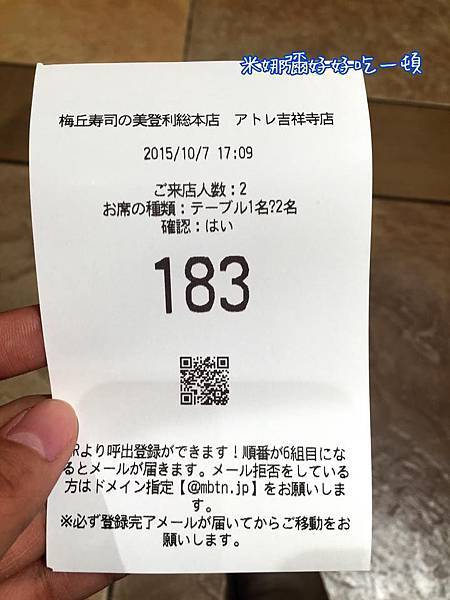 米娜彌好好吃一頓
梅丘寿司の美登利総本店　アトレ吉祥寺店
2015/10/7 17:09
ご来店人数：2
お席の種類：テーブル1名?2名
確認：はい
183
Rより呼出登録ができます！順番が6組目にな
るとメールが届きます。メール拒否をしている
方はドメイン指定【@mbtn.jp】をお願いしま
す。
※必ず登録完了メールが届いてからご移動をお
願いします。